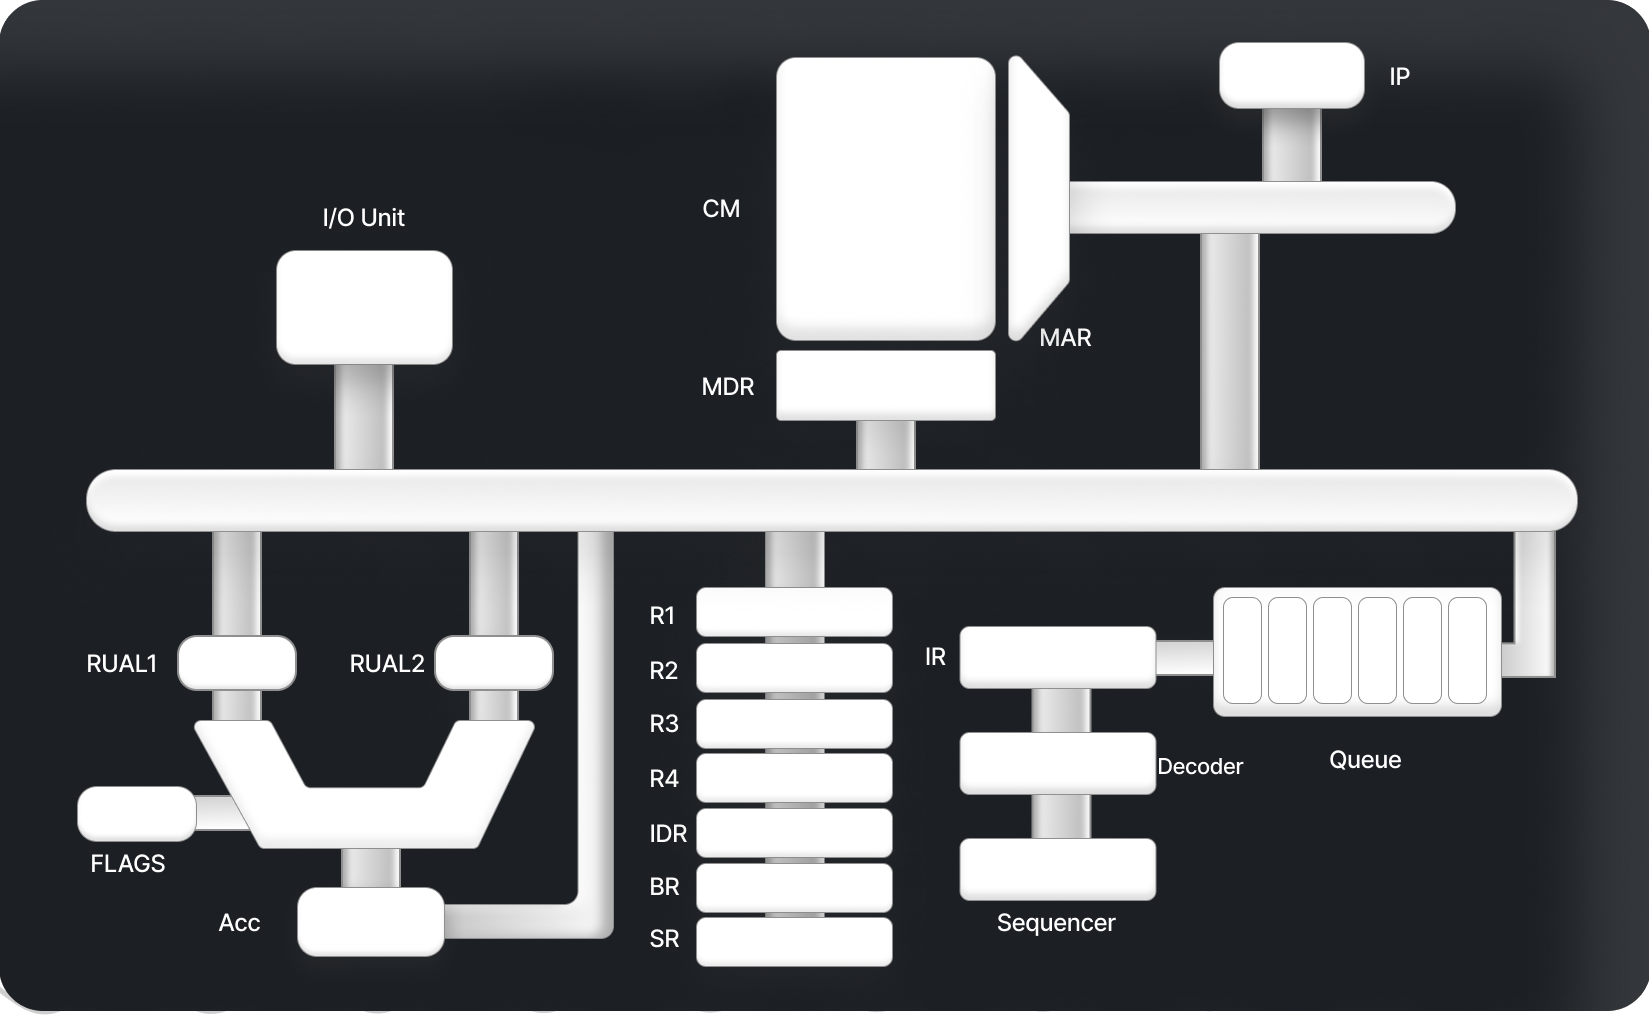 IP
CM
I/O Unit
MAR
MDR
R1
R2
R3
R4
IDR
BR
SR
RUAL1
RUAL2
FLAGS
Acc
IR
Decoder
Queue
Sequencer